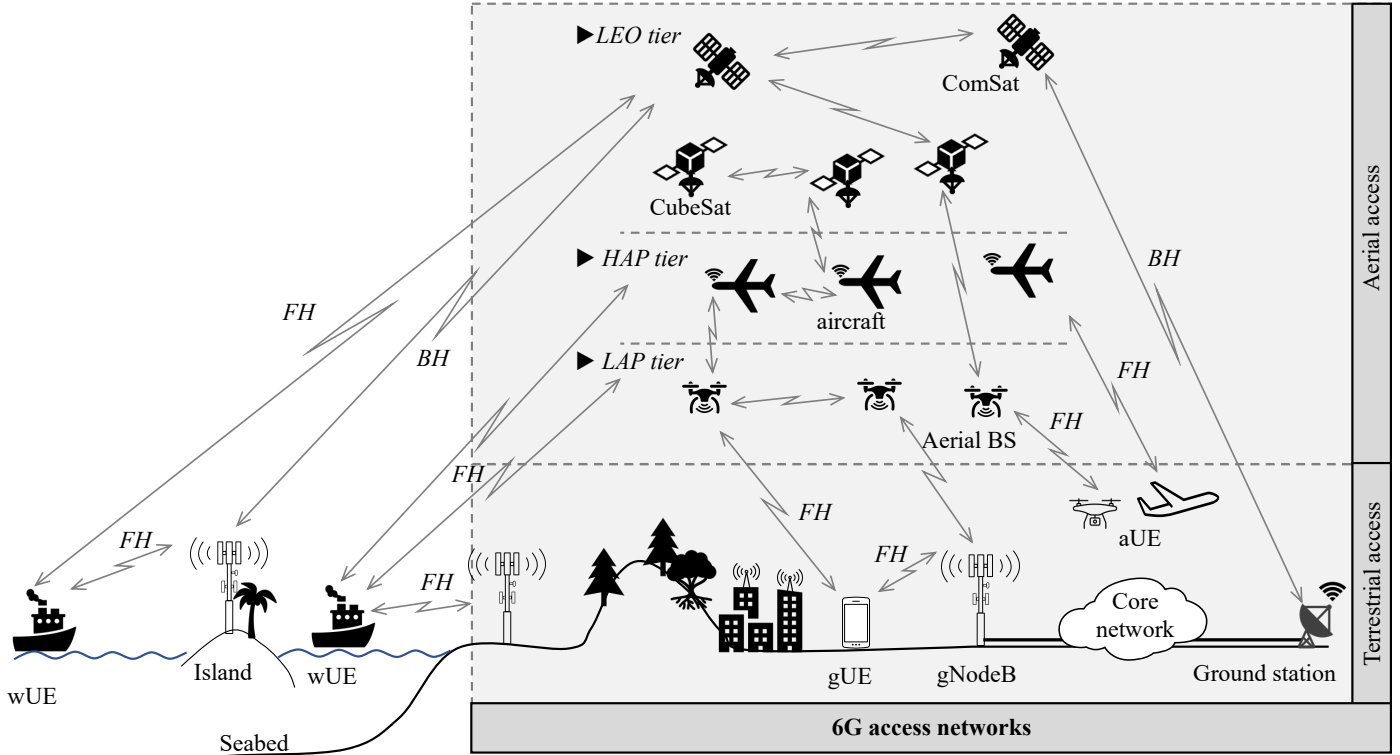 LEO tier
ComSat
CubeSat
HAP tier
aircraft
BH
FH
BH
LAP tier
FH
FH
Aerial BS
FH
FH
aUE
FH
FH
FH
Core
network
Island
wUE
wUE
gUE
gNodeB
Ground station
Seabed
6G access networks
Aerial access
Terrestrial access